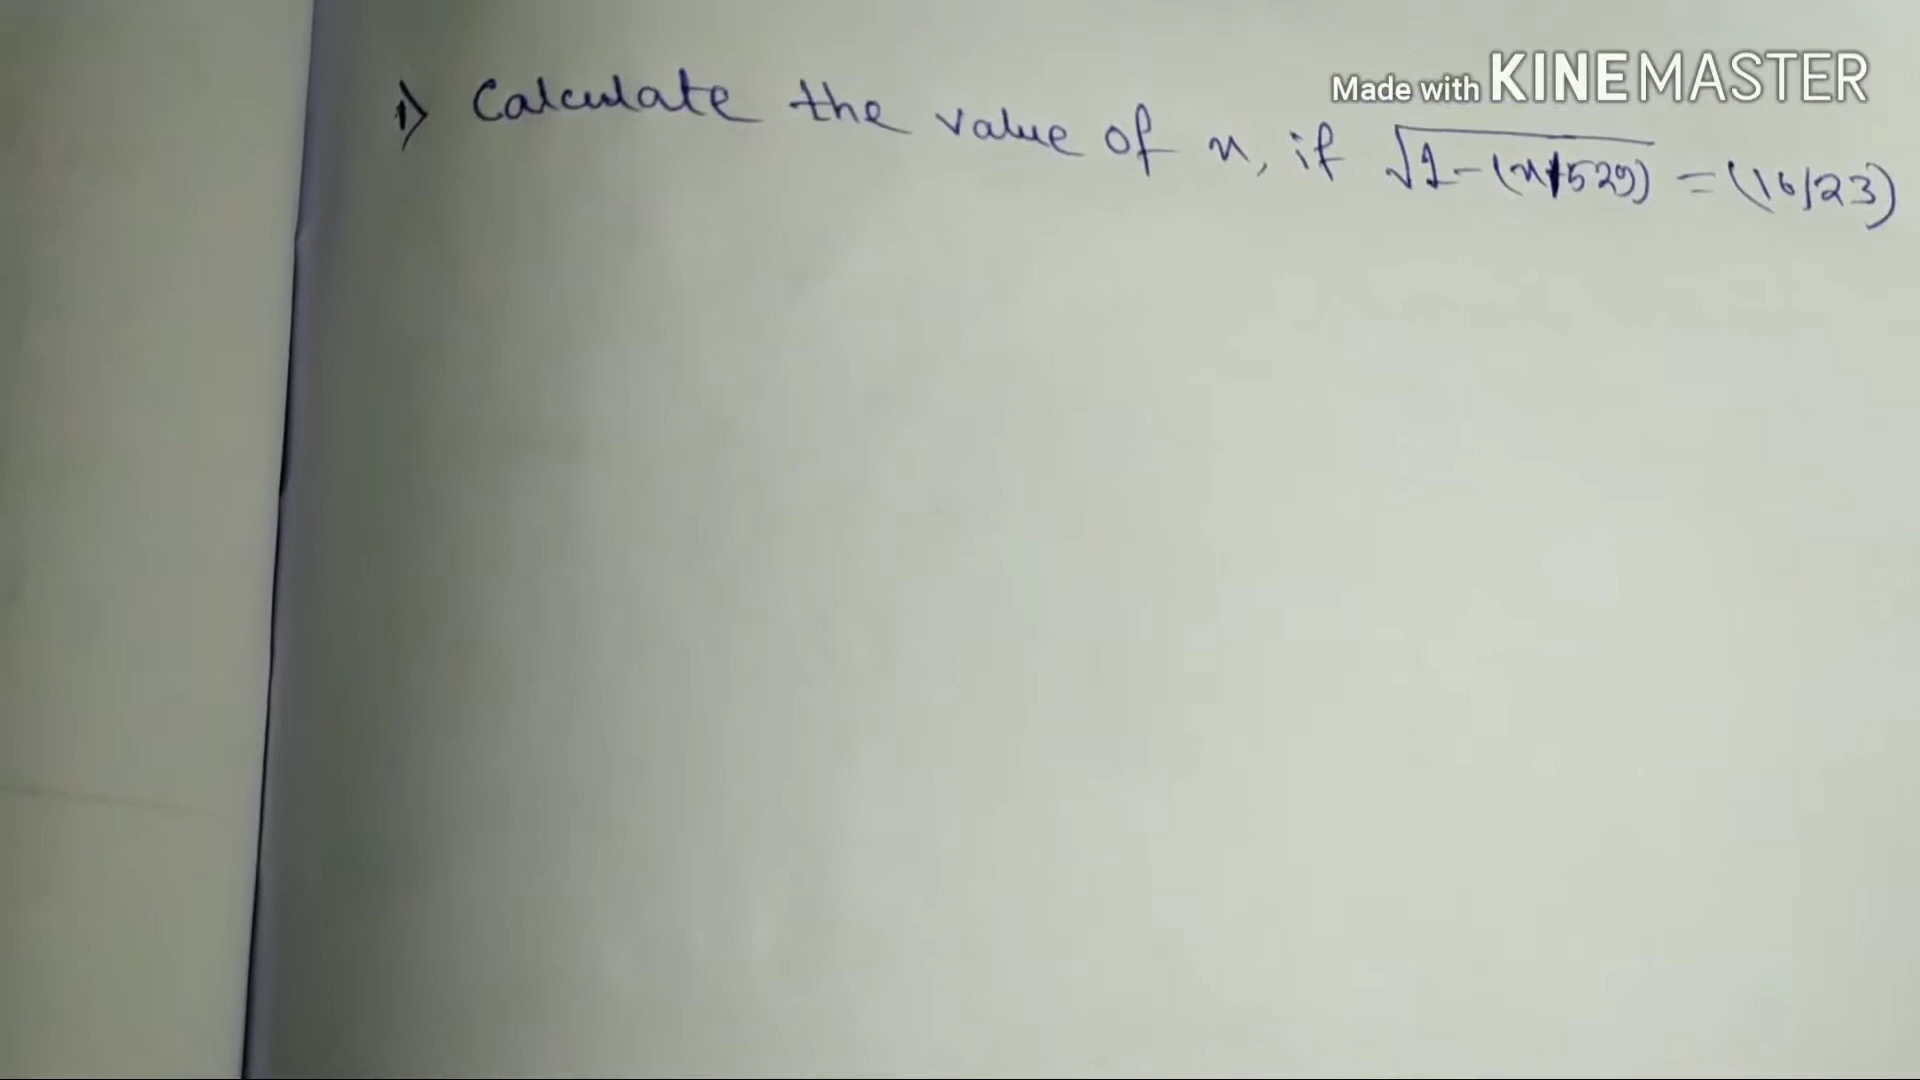 Made with KINEMASTER
1) Calculate the value of x, if √1-(x/529) = (16/23)